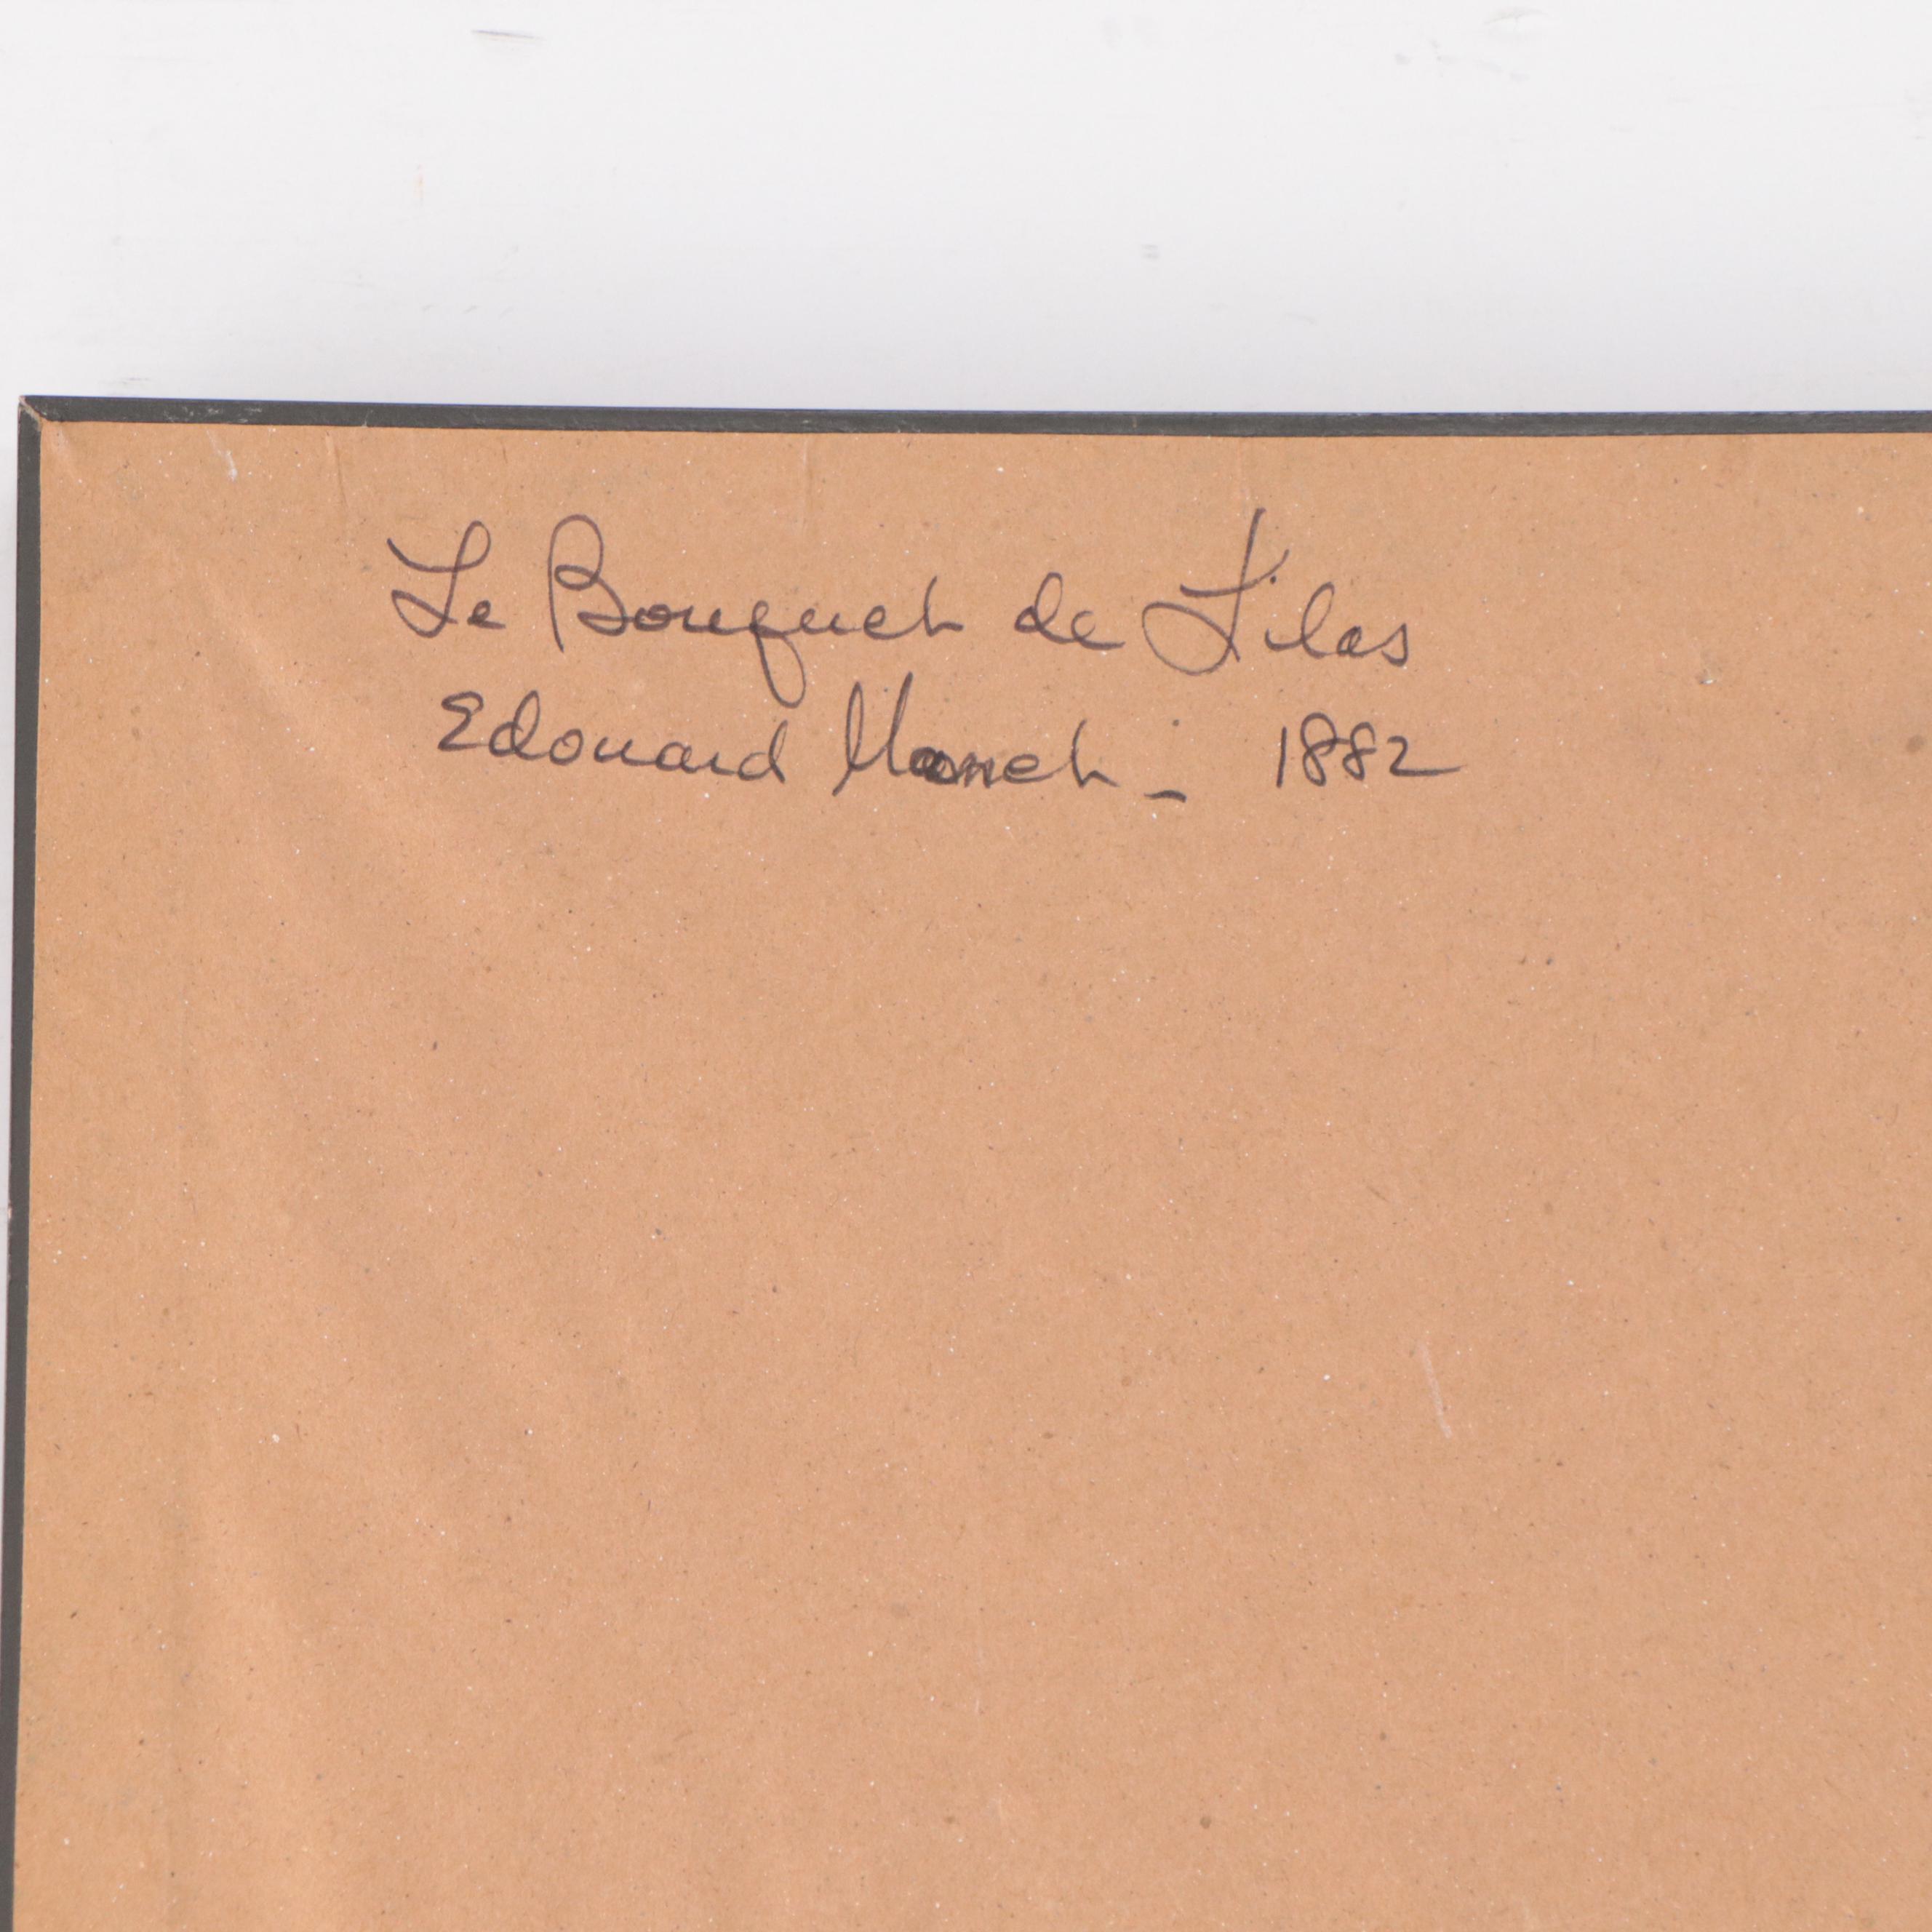 Le Bouquet de Lilas
Edouard Manet - 1882